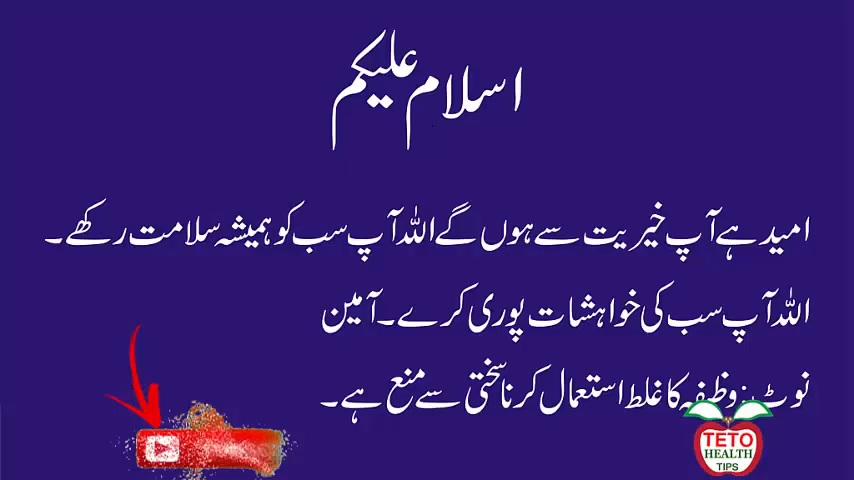 اسلام علیکم
امید ہے آپ خیریت سے ہوں گے اللہ آپ سب کو ہمیشہ سلامت رکھے۔
اللہ آپ سب کی خواہشات پوری کرے۔ آمین
نوٹ: وظیفہ کا غلط استعمال کرنا سختی سے منع ہے۔
TETO
HEALTH
TIPS